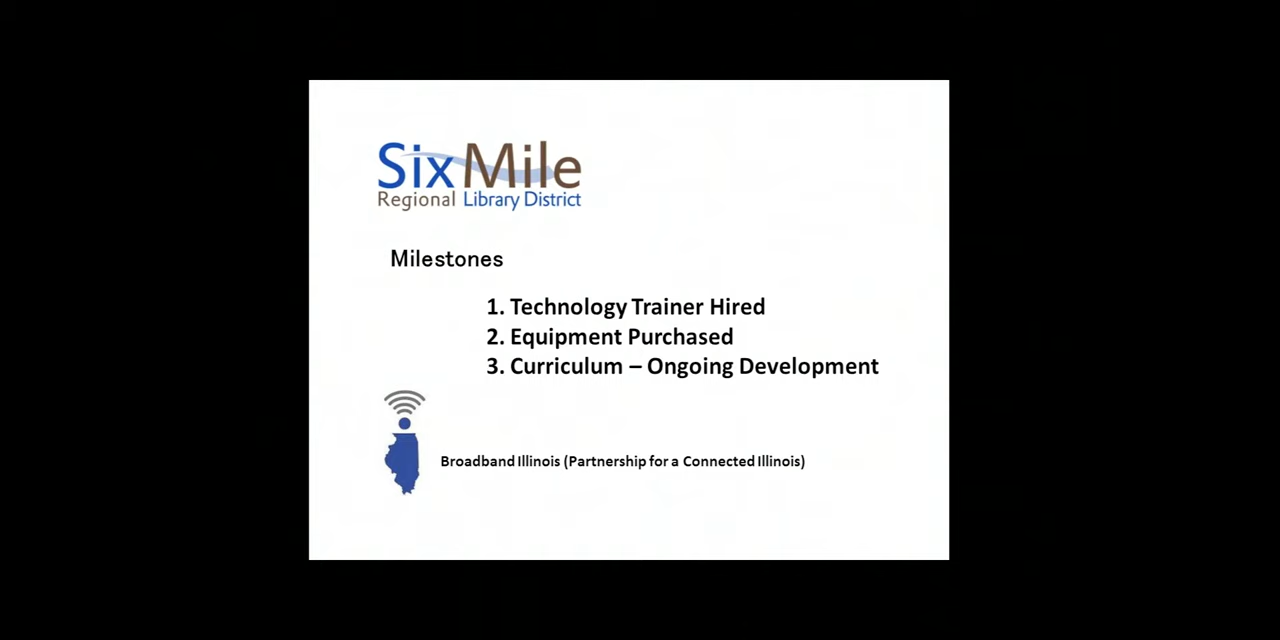 Six Mile
Regional Library District
Milestones
1. Technology Trainer Hired
2. Equipment Purchased
3. Curriculum – Ongoing Development
Broadband Illinois (Partnership for a Connected Illinois)